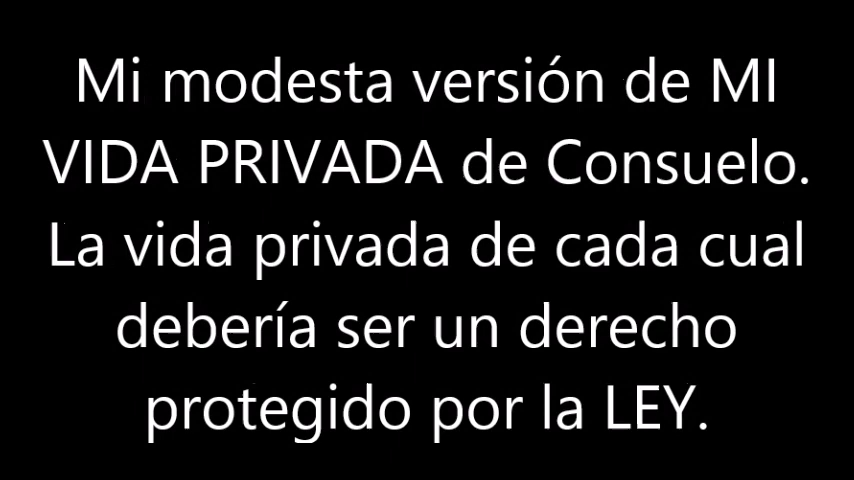 Mi modesta versión de MI
VIDA PRIVADA de Consuelo.
La vida privada de cada cual
debería ser un derecho
protegido por la LEY.